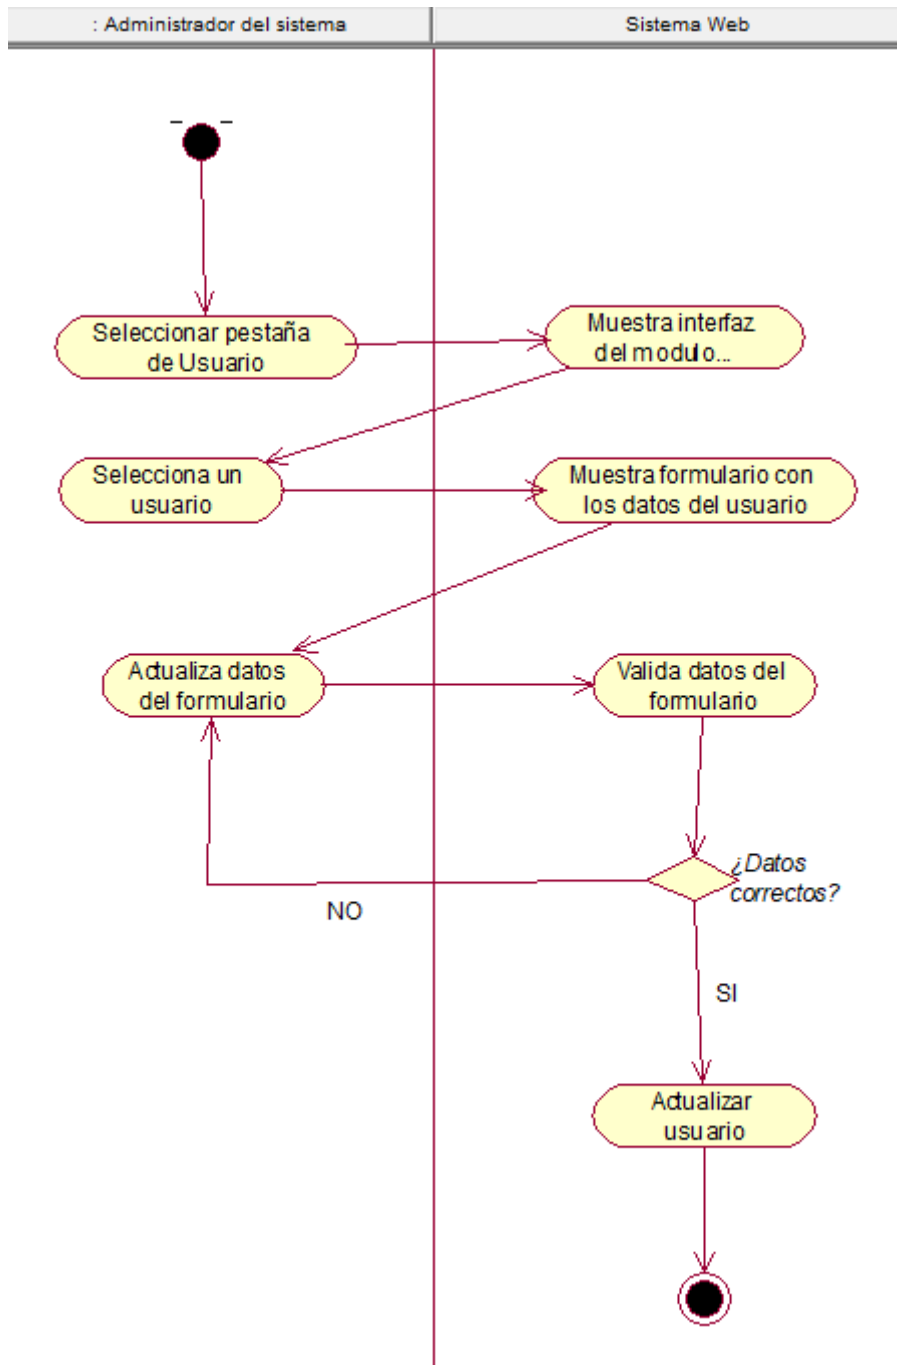 : Administrador del sistema
Sistema Web
Seleccionar pestaña
de Usuario
Muestra interfaz
del modulo...
Selecciona un
usuario
Muestra formulario con
los datos del usuario
Actualiza datos
del formulario
Valida datos del
formulario
¿Datos
correctos?
NO
SI
Actualizar
usuario